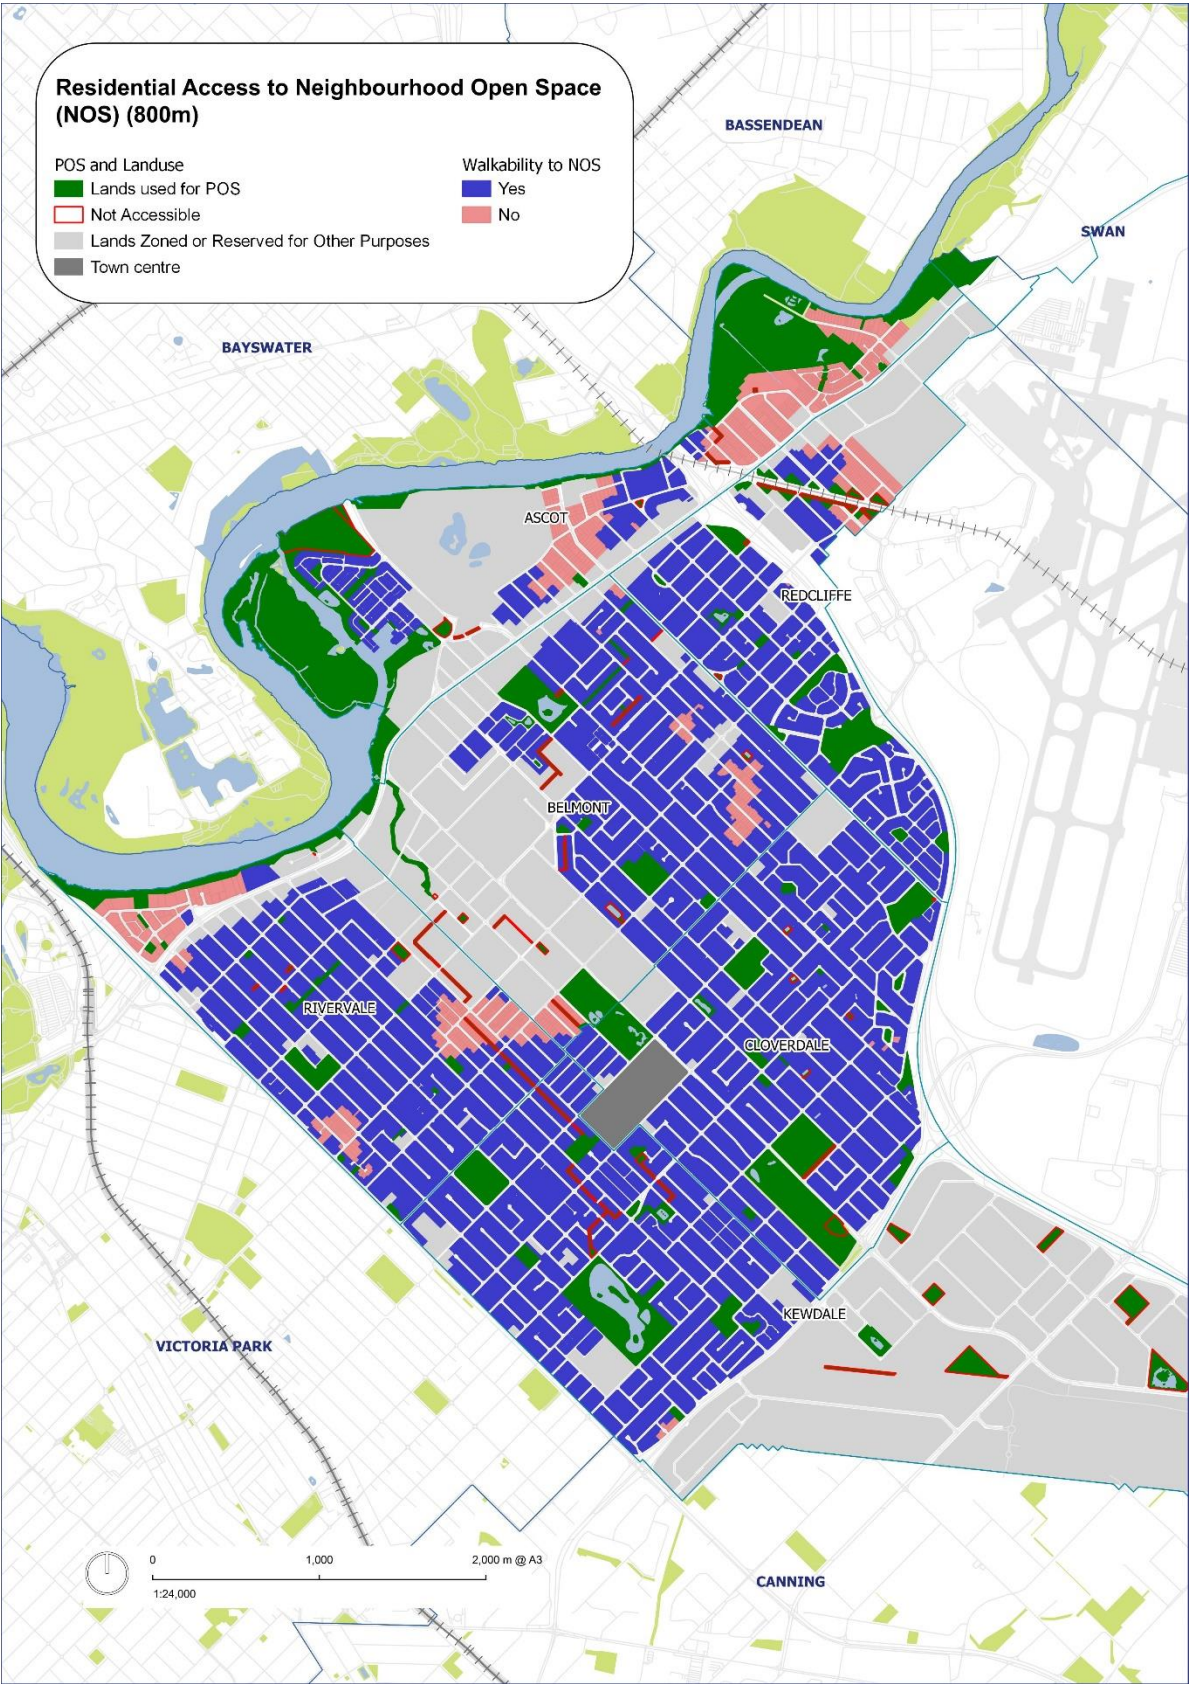 Residential Access to Neighbourhood Open Space
(NOS) (800m)
POS and Landuse
Lands used for POS
Not Accessible
Lands Zoned or Reserved for Other Purposes
Town centre
Walkability to NOS
Yes
No
BASSENDEAN
SWAN
BAYSWATER
ASCOT
REDCLIFFE
BELMONT
RIVERVALE
CLOVERDALE
KEWDALE
VICTORIA PARK
CANNING
0 1,000 2,000 m @ A3
1:24,000